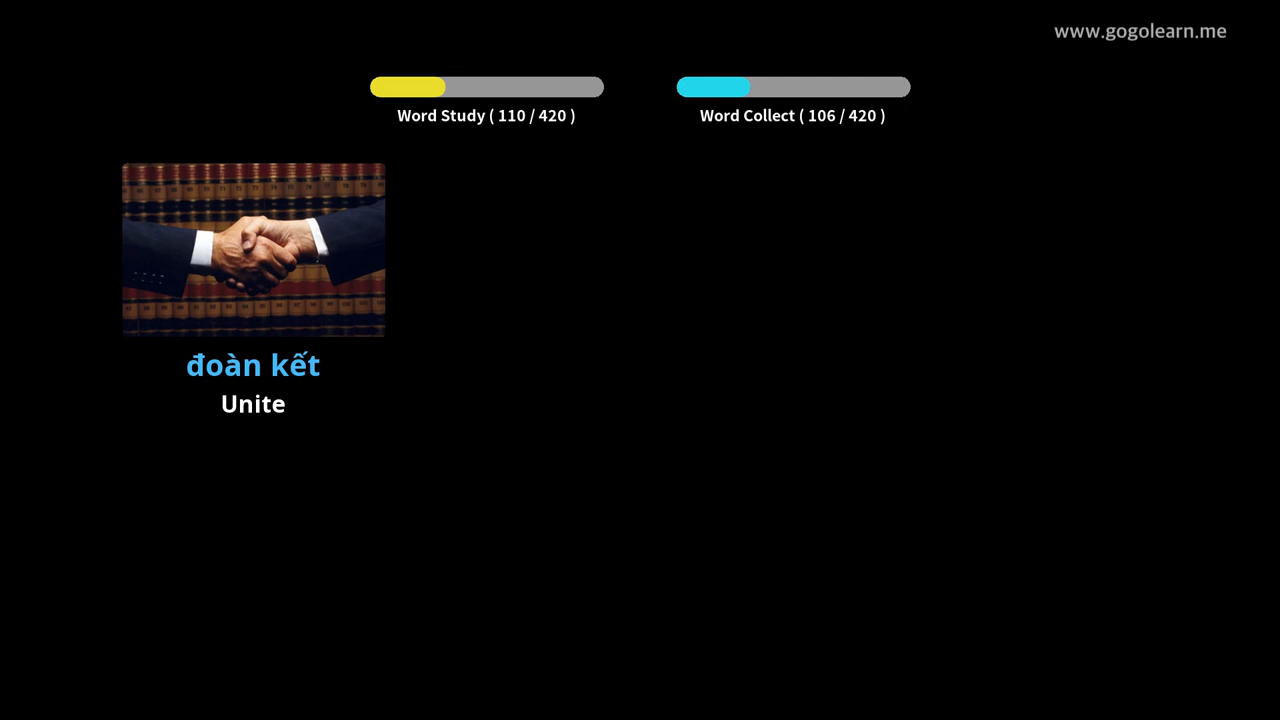 www.gogolearn.me
Word Study ( 110 / 420 )
Word Collect ( 106 / 420 )
đoàn kết
Unite